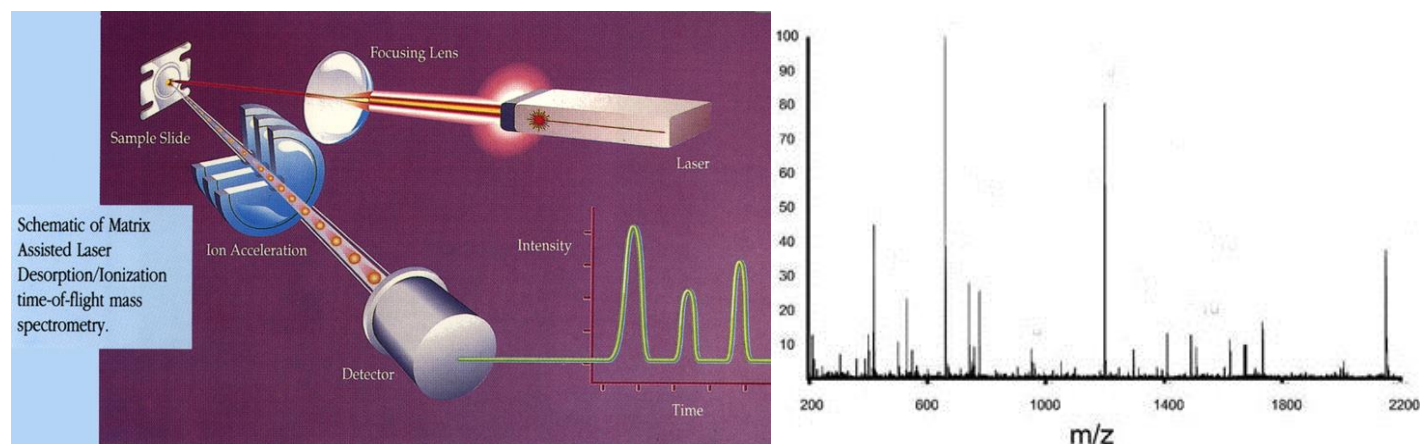 Focusing Lens
Sample Slide
Laser
Schematic of Matrix
Assisted Laser
Desorption/Ionization
time-of-flight mass
spectrometry.
Ion Acceleration
Intensity
Detector
Time
100
90
80
70
60
50
40
30
20
10
200 600 1000 1400 1800 2200
m/z